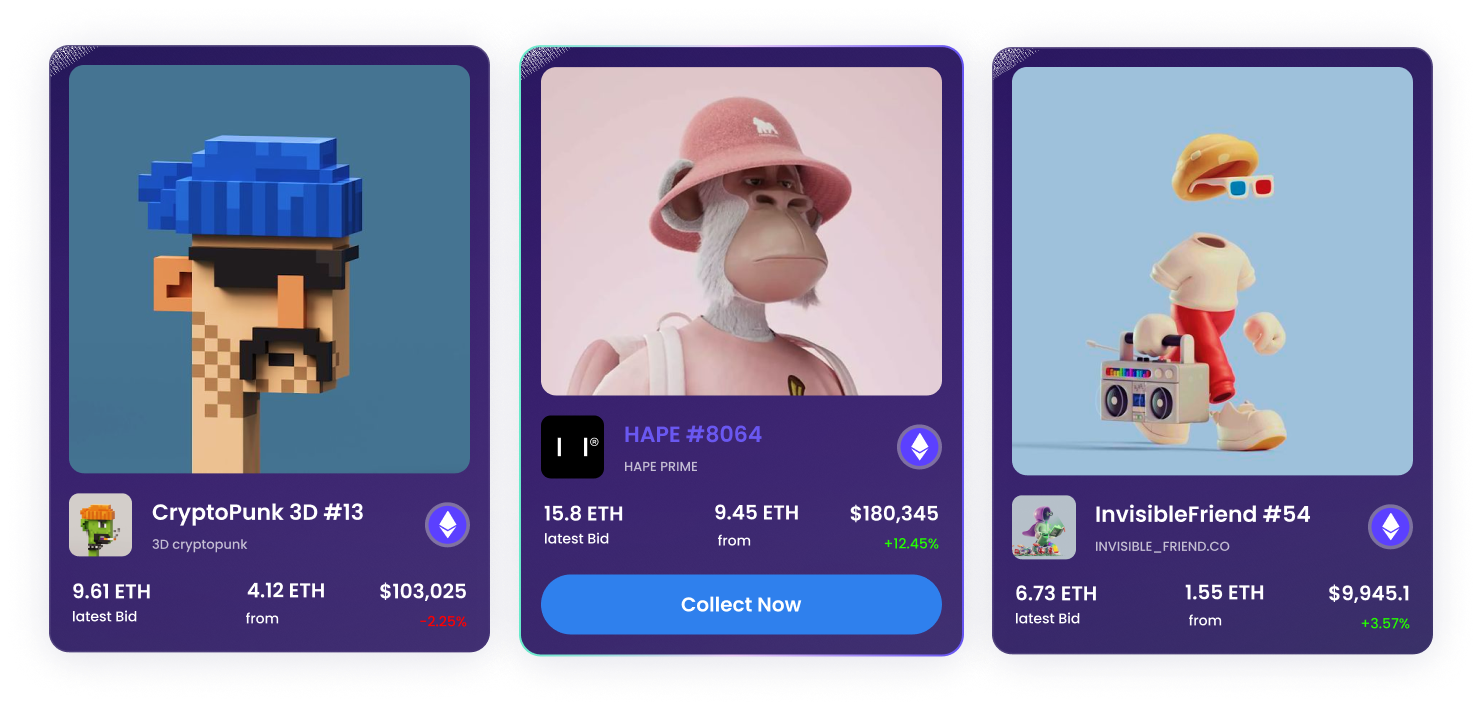 CryptoPunk 3D #13
3D cryptopunk
9.61 ETH
latest Bid
4.12 ETH
from
$103,025
-2.25%
®
HAPE #8064
HAPE PRIME
15.8 ETH
latest Bid
9.45 ETH
from
$180,345
+12.45%
Collect Now
InvisibleFriend #54
INVISIBLE_FRIEND.CO
6.73 ETH
latest Bid
1.55 ETH
from
$9,945.1
+3.57%